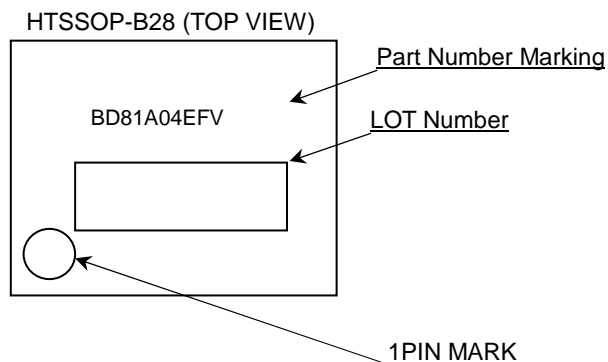 HTSSOP-B28 (TOP VIEW)
Part Number Marking
BD81A04EFV
LOT Number
1PIN MARK